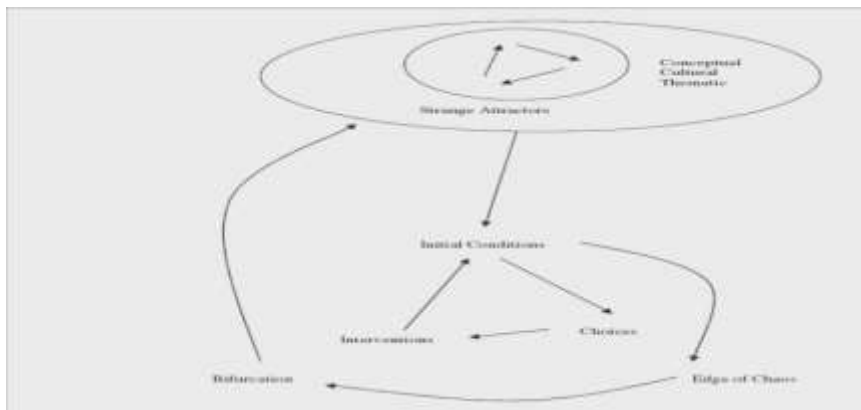 Conceptual
Cultural
Thematic
Strange Attractors
Initial Conditions
Interventions
Choices
Bifurcation
Edge of Chaos